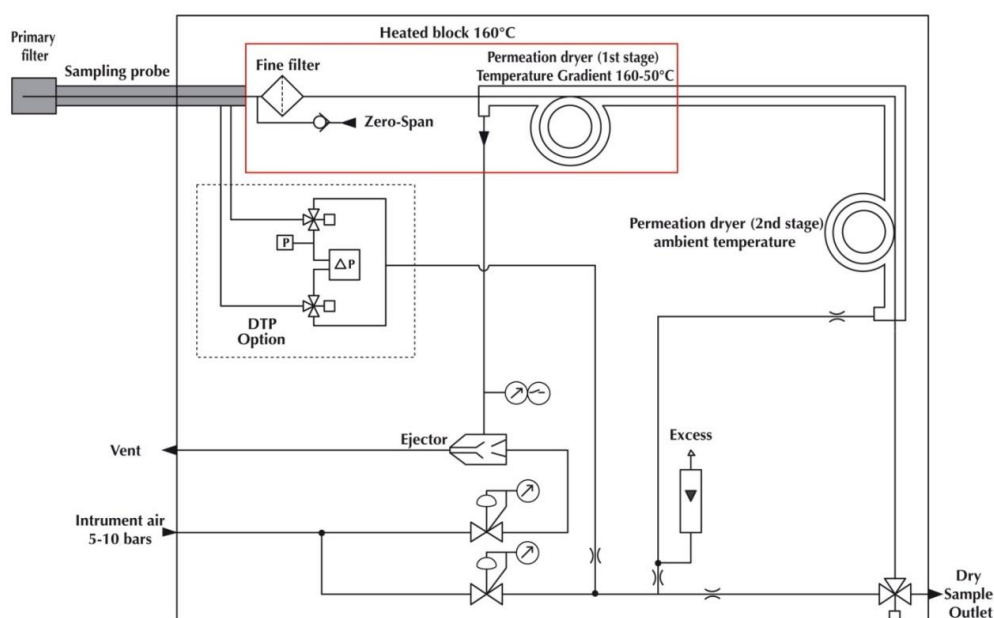 Heated block 160°C
Primary
filter
Sampling probe
Fine filter
Permeation dryer (1st stage)
Temperature Gradient 160-50°C
Zero-Span
P
△P
DTP
Option
Permeation dryer (2nd stage)
ambient temperature
Vent
Ejector
Excess
Intrument air
5-10 bars
Dry
Sample
Outlet